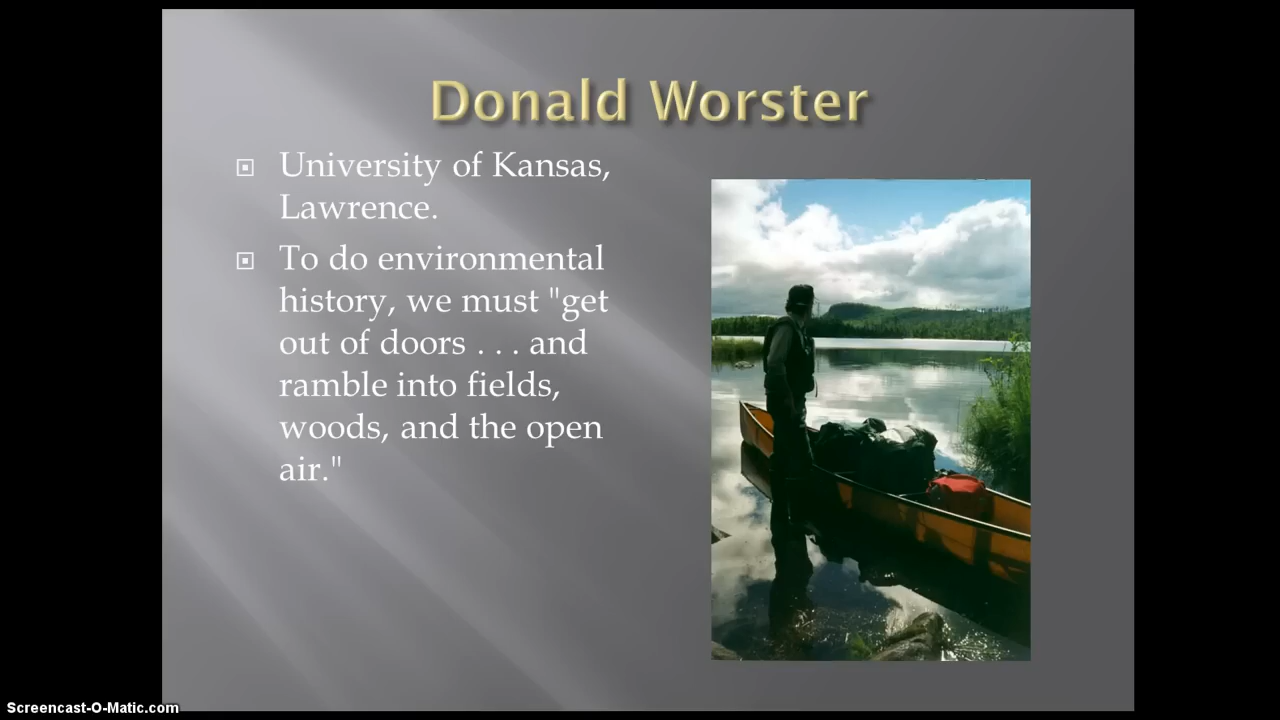 Donald Worster
University of Kansas,
Lawrence.
To do environmental
history, we must "get
out of doors . . . and
ramble into fields,
woods, and the open
air."
Screencast-O-Matic.com